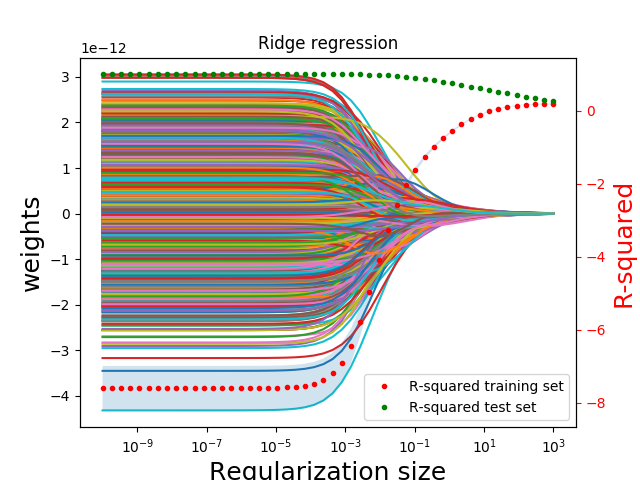 Ridge regression
1e−12
3
2
1
0
−1
−2
−3
−4
weights
0
−2
−4
−6
−8
R-squared
R-squared training set
R-squared test set
10⁻⁹
10⁻⁷
10⁻⁵
10⁻³
10⁻¹
10¹
10³
Regularization size